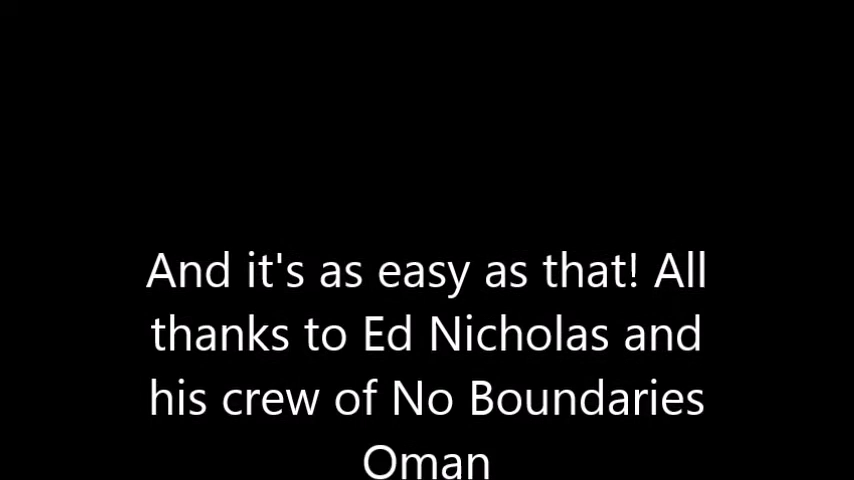 And it's as easy as that! All
thanks to Ed Nicholas and
his crew of No Boundaries
Oman